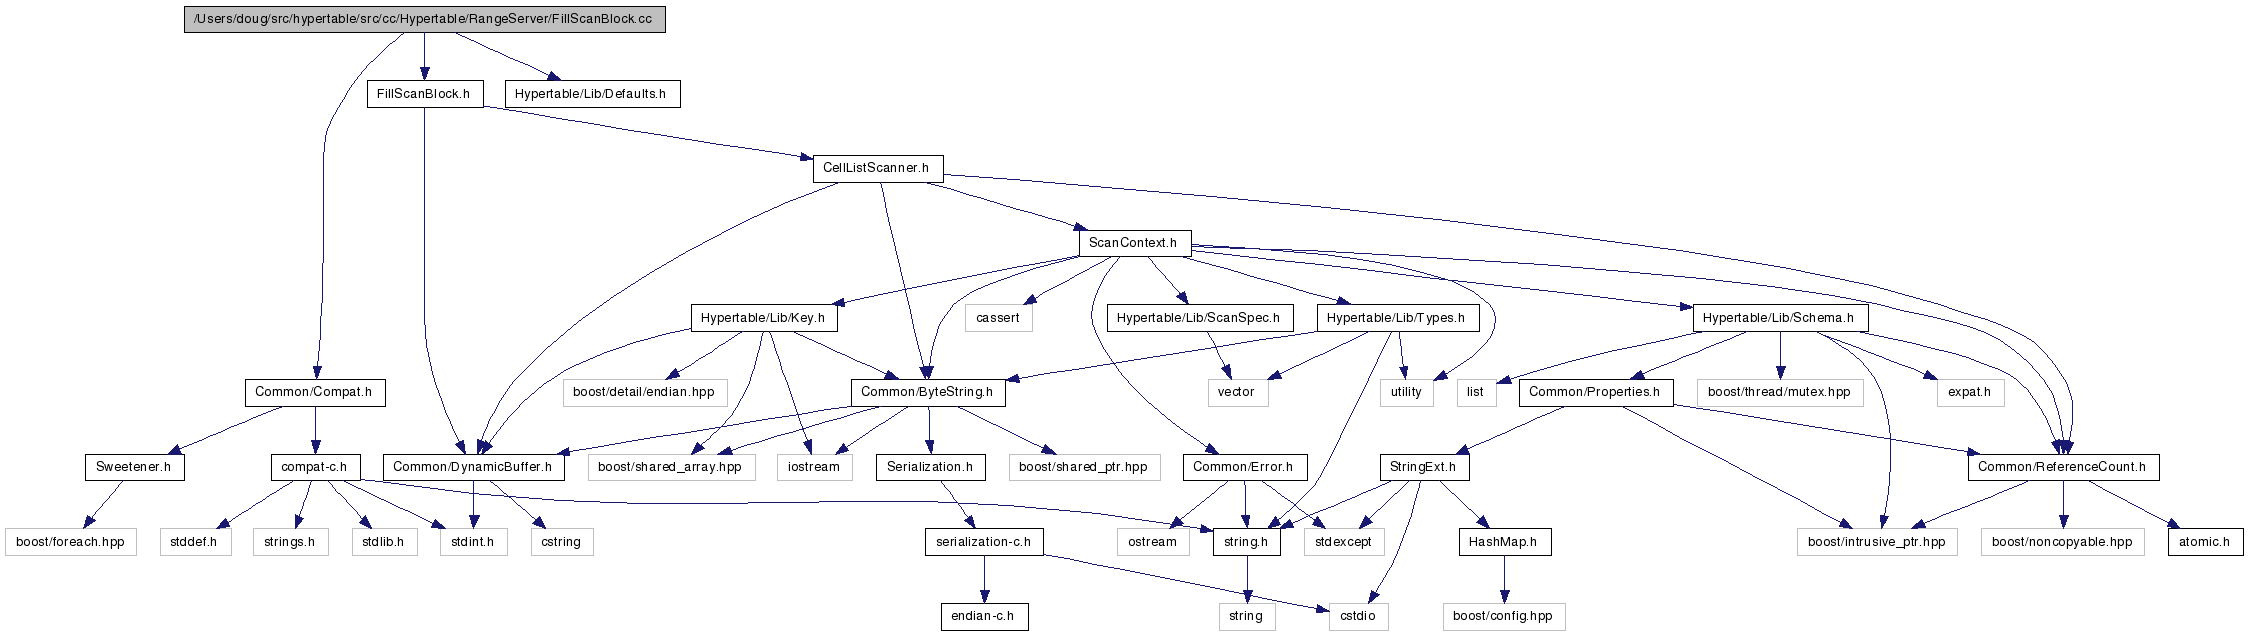 /Users/doug/src/hypertable/src/cc/Hypertable/RangeServer/FillScanBlock.cc
FillScanBlock.h
Hypertable/Lib/Defaults.h
CellListScanner.h
ScanContext.h
Hypertable/Lib/Key.h
cassert
Hypertable/Lib/ScanSpec.h
Hypertable/Lib/Types.h
Hypertable/Lib/Schema.h
Common/Compat.h
boost/detail/endian.hpp
Common/ByteString.h
vector
utility
list
Common/Properties.h
boost/thread/mutex.hpp
expat.h
Sweetener.h
compat-c.h
Common/DynamicBuffer.h
boost/shared_array.hpp
iostream
Serialization.h
boost/shared_ptr.hpp
Common/Error.h
StringExt.h
Common/ReferenceCount.h
boost/foreach.hpp
stddef.h
strings.h
stdlib.h
stdint.h
cstring
serialization-c.h
ostream
string.h
stdexcept
HashMap.h
boost/intrusive_ptr.hpp
boost/noncopyable.hpp
atomic.h
endian-c.h
string
cstdio
boost/config.hpp